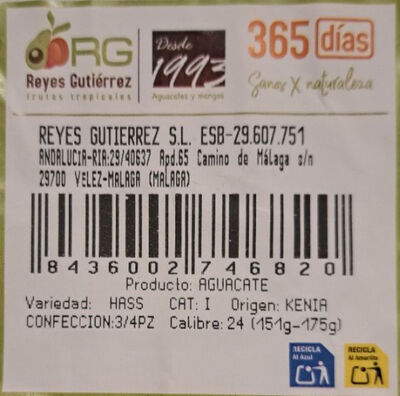 RG
Reyes Gutiérrez
frutas tropicales
Desde
1993
Aguacates y mangos
365 días
Sanos X naturaleza
REYES GUTIERREZ S.L. ESB-29.607.751
ANDALUCIA-RIA:29/40637 Apd.65 Camino de Málaga s/n
29700 VELEZ-MALAGA (MALAGA)
8436002746820
Producto: AGUACATE
Variedad: HASS CAT: I Origen: KENIA
CONFECCION:3/4PZ Calibre: 24 (151g-175g)
RECICLA
Al Azul
RECICLA
Al Amarillo